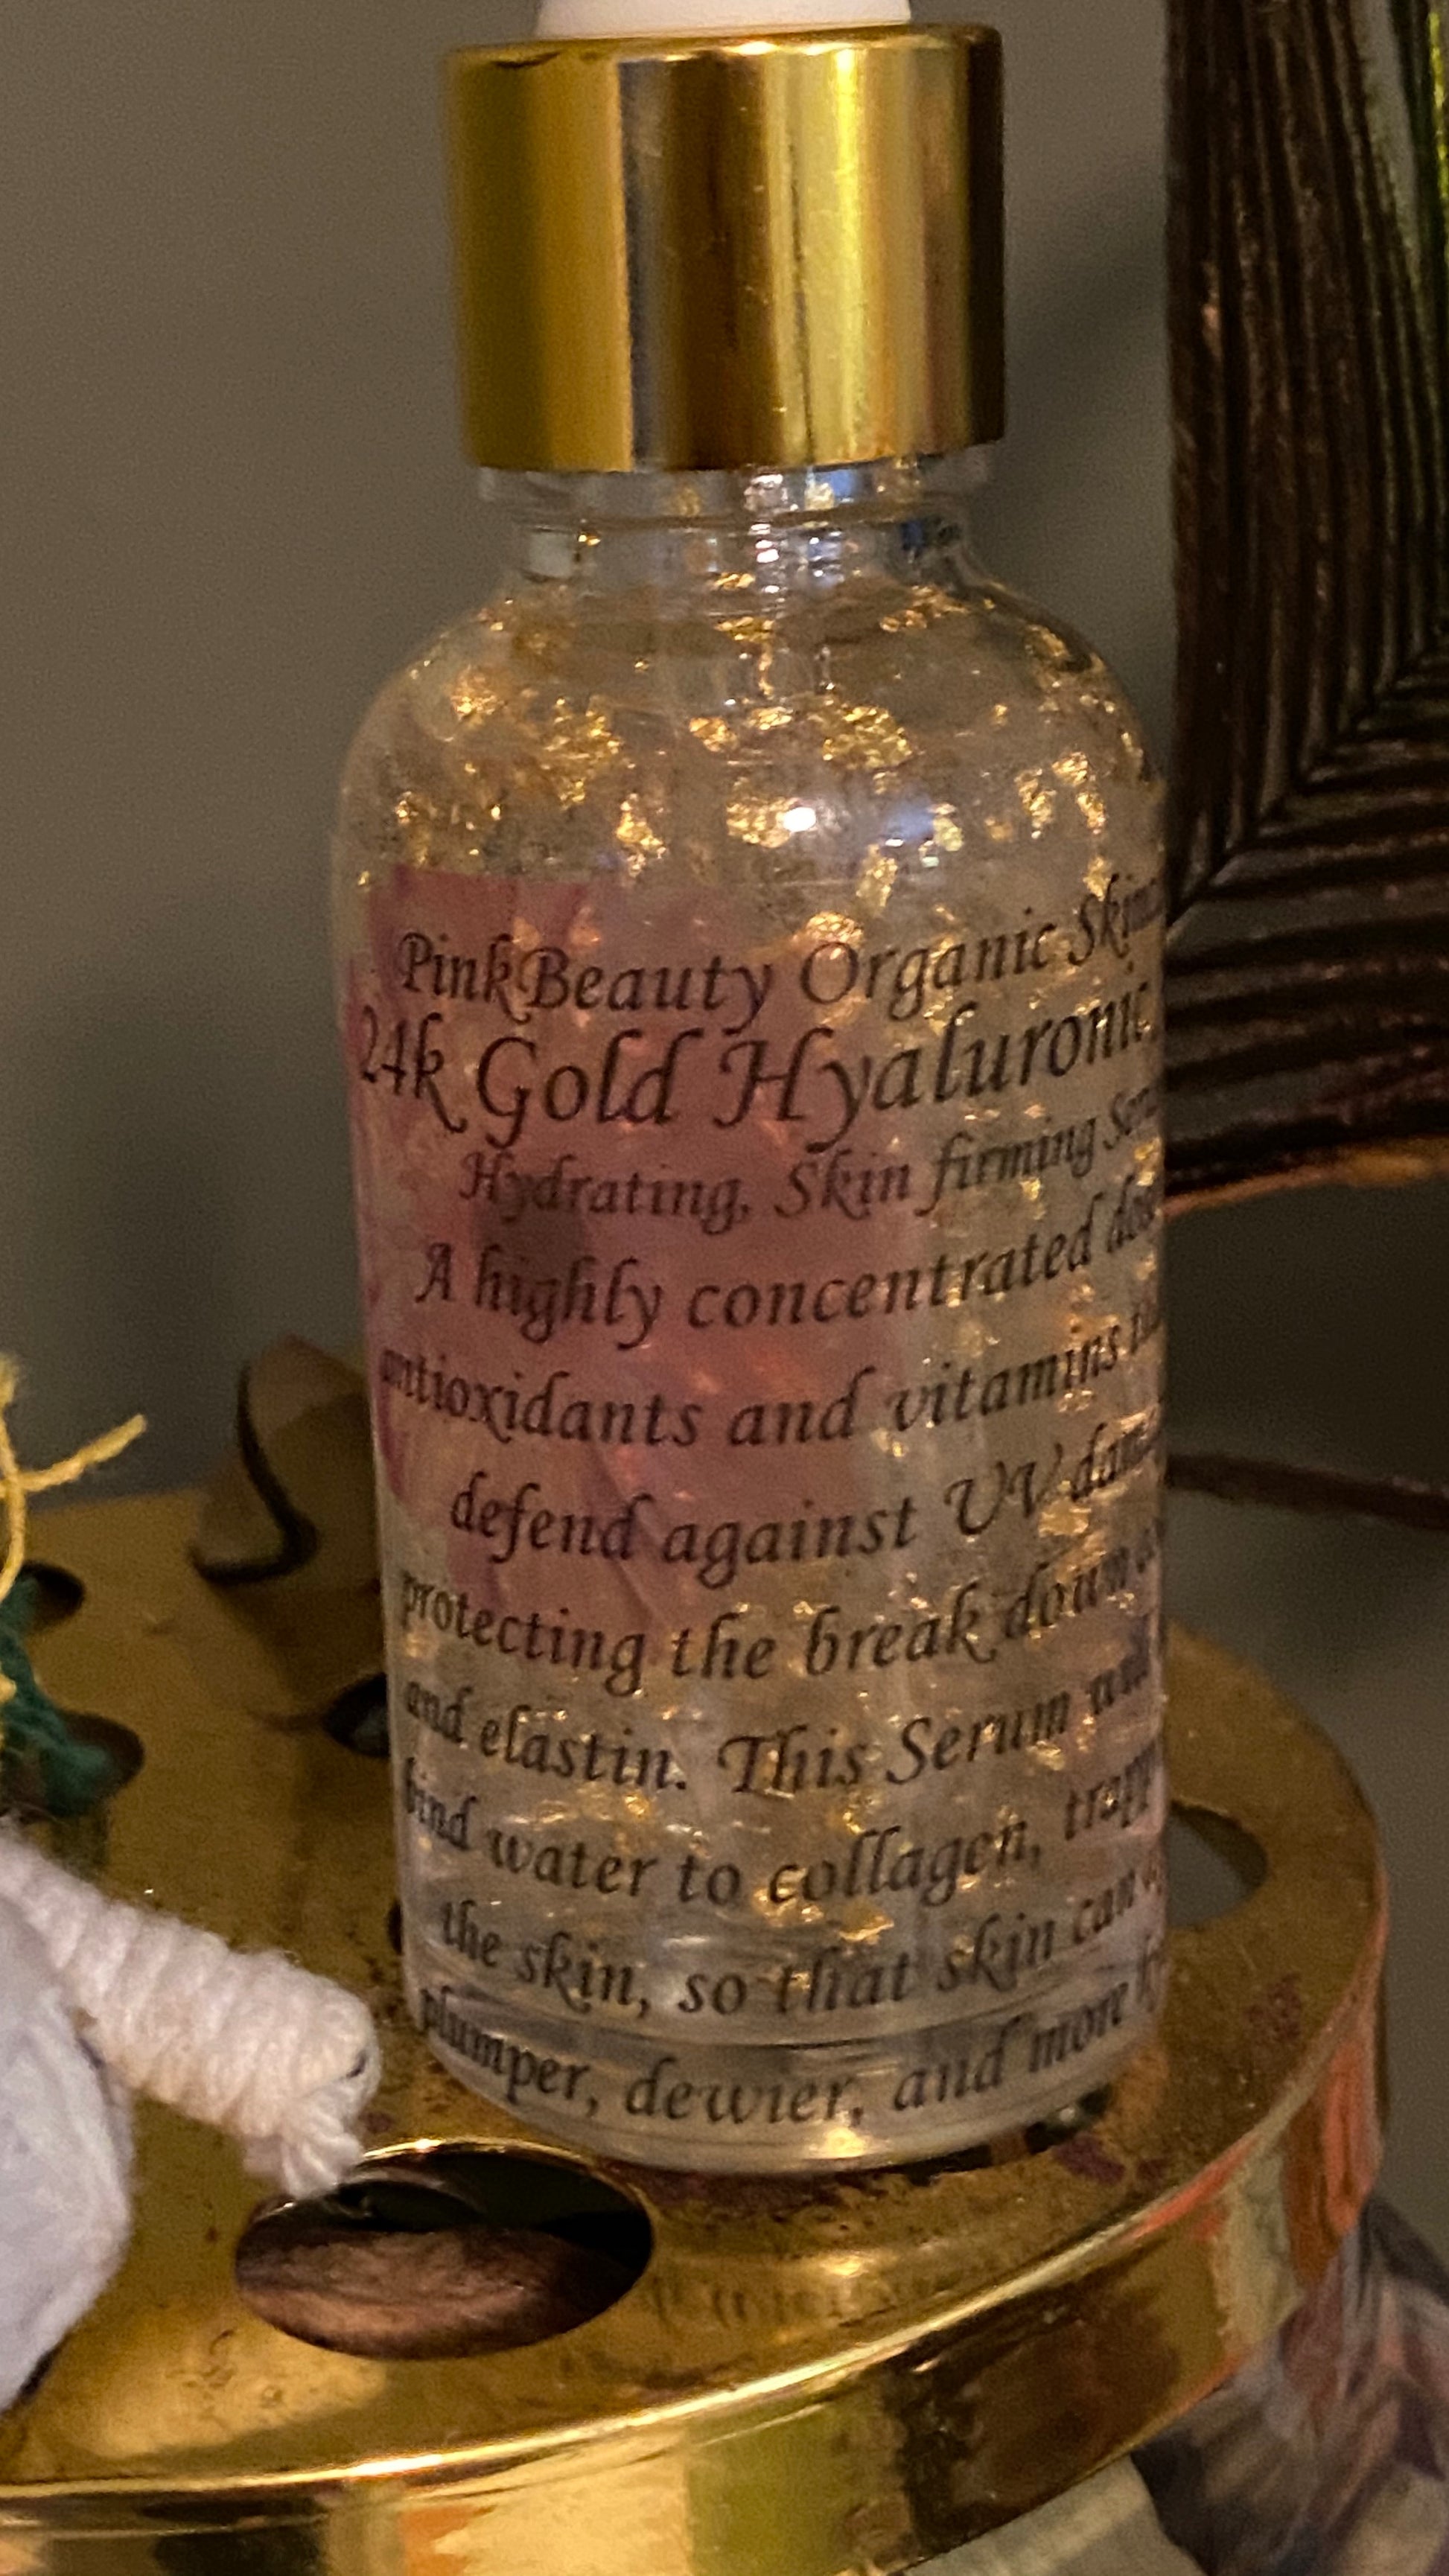 PinkBeauty Organic
24k Gold Hyaluronic
Hydrating, Skin firming
A highly concentrated
antioxidants and vitamins
defend against UV
protecting the break down
and elastin. This Serum
bind water to collagen,
the skin, so that skin can
plumper, dewier, and more